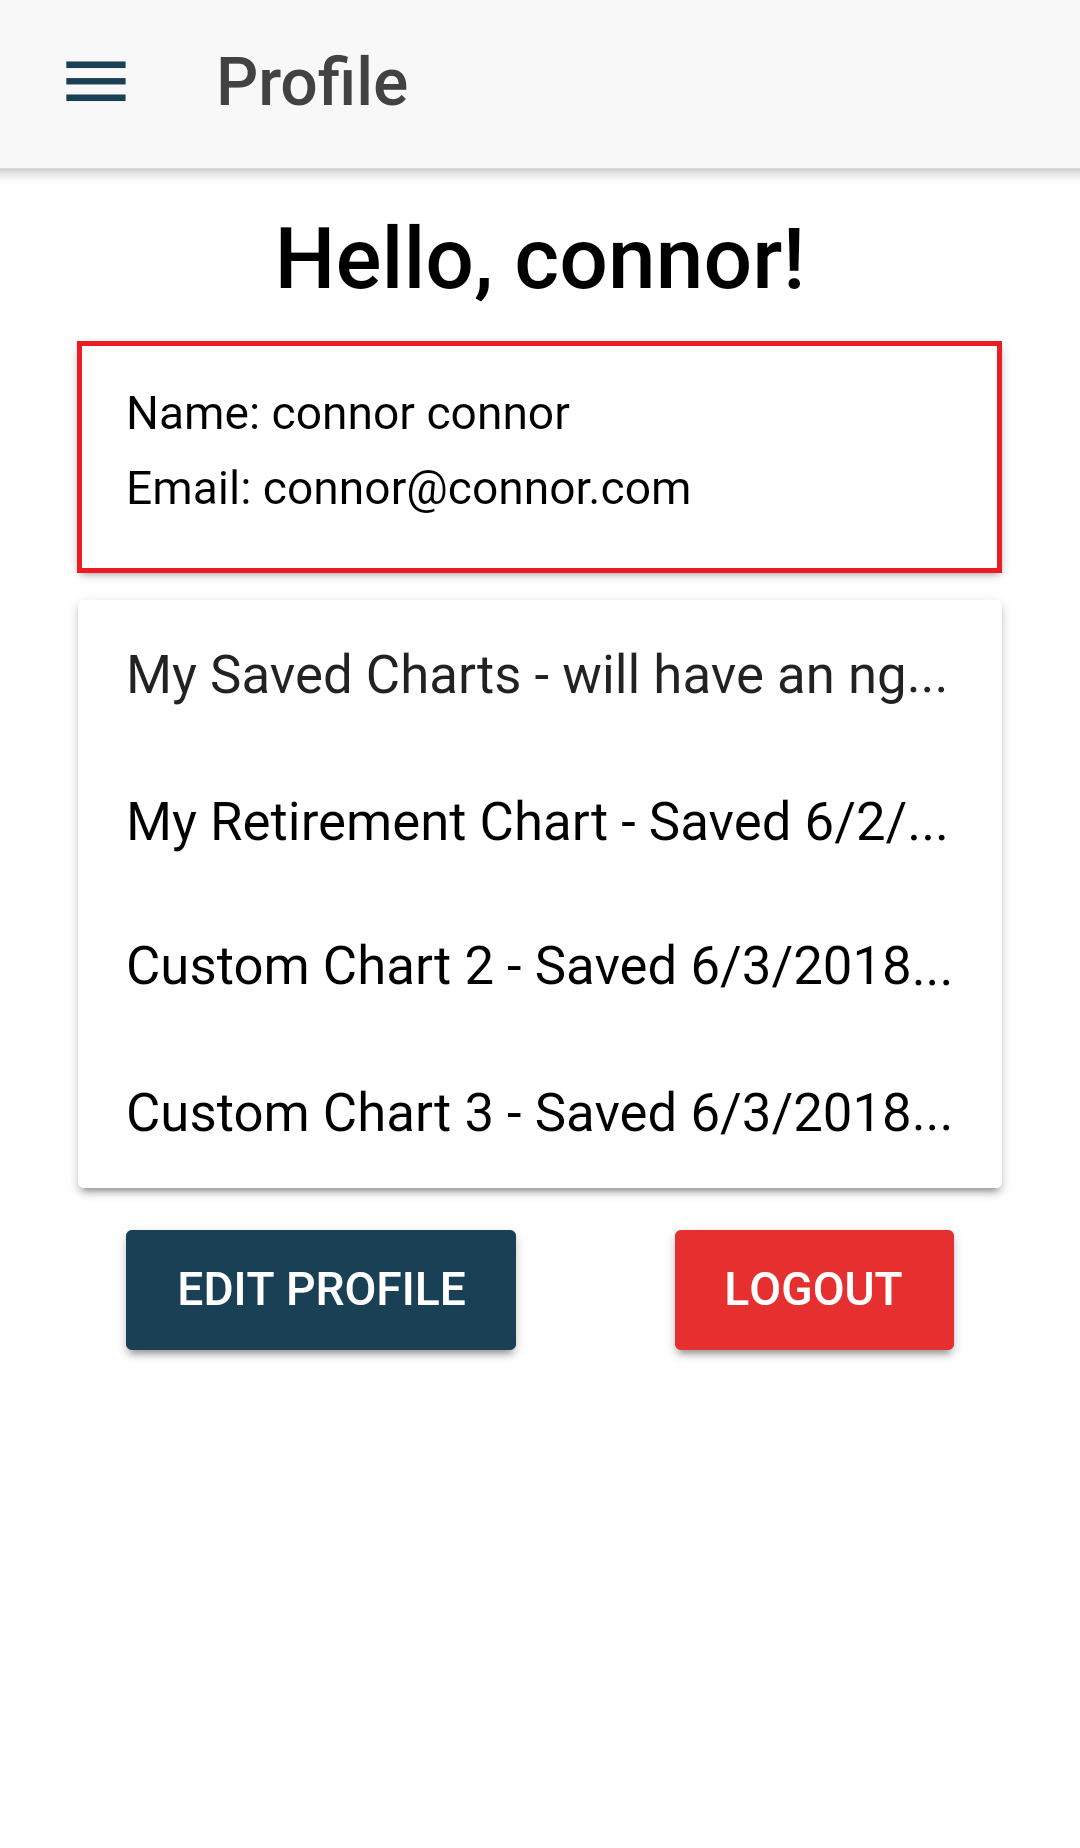 Profile
Hello, connor!
Name: connor connor
Email: connor@connor.com
My Saved Charts - will have an ng...
My Retirement Chart - Saved 6/2/...
Custom Chart 2 - Saved 6/3/2018...
Custom Chart 3 - Saved 6/3/2018...
EDIT PROFILE
LOGOUT